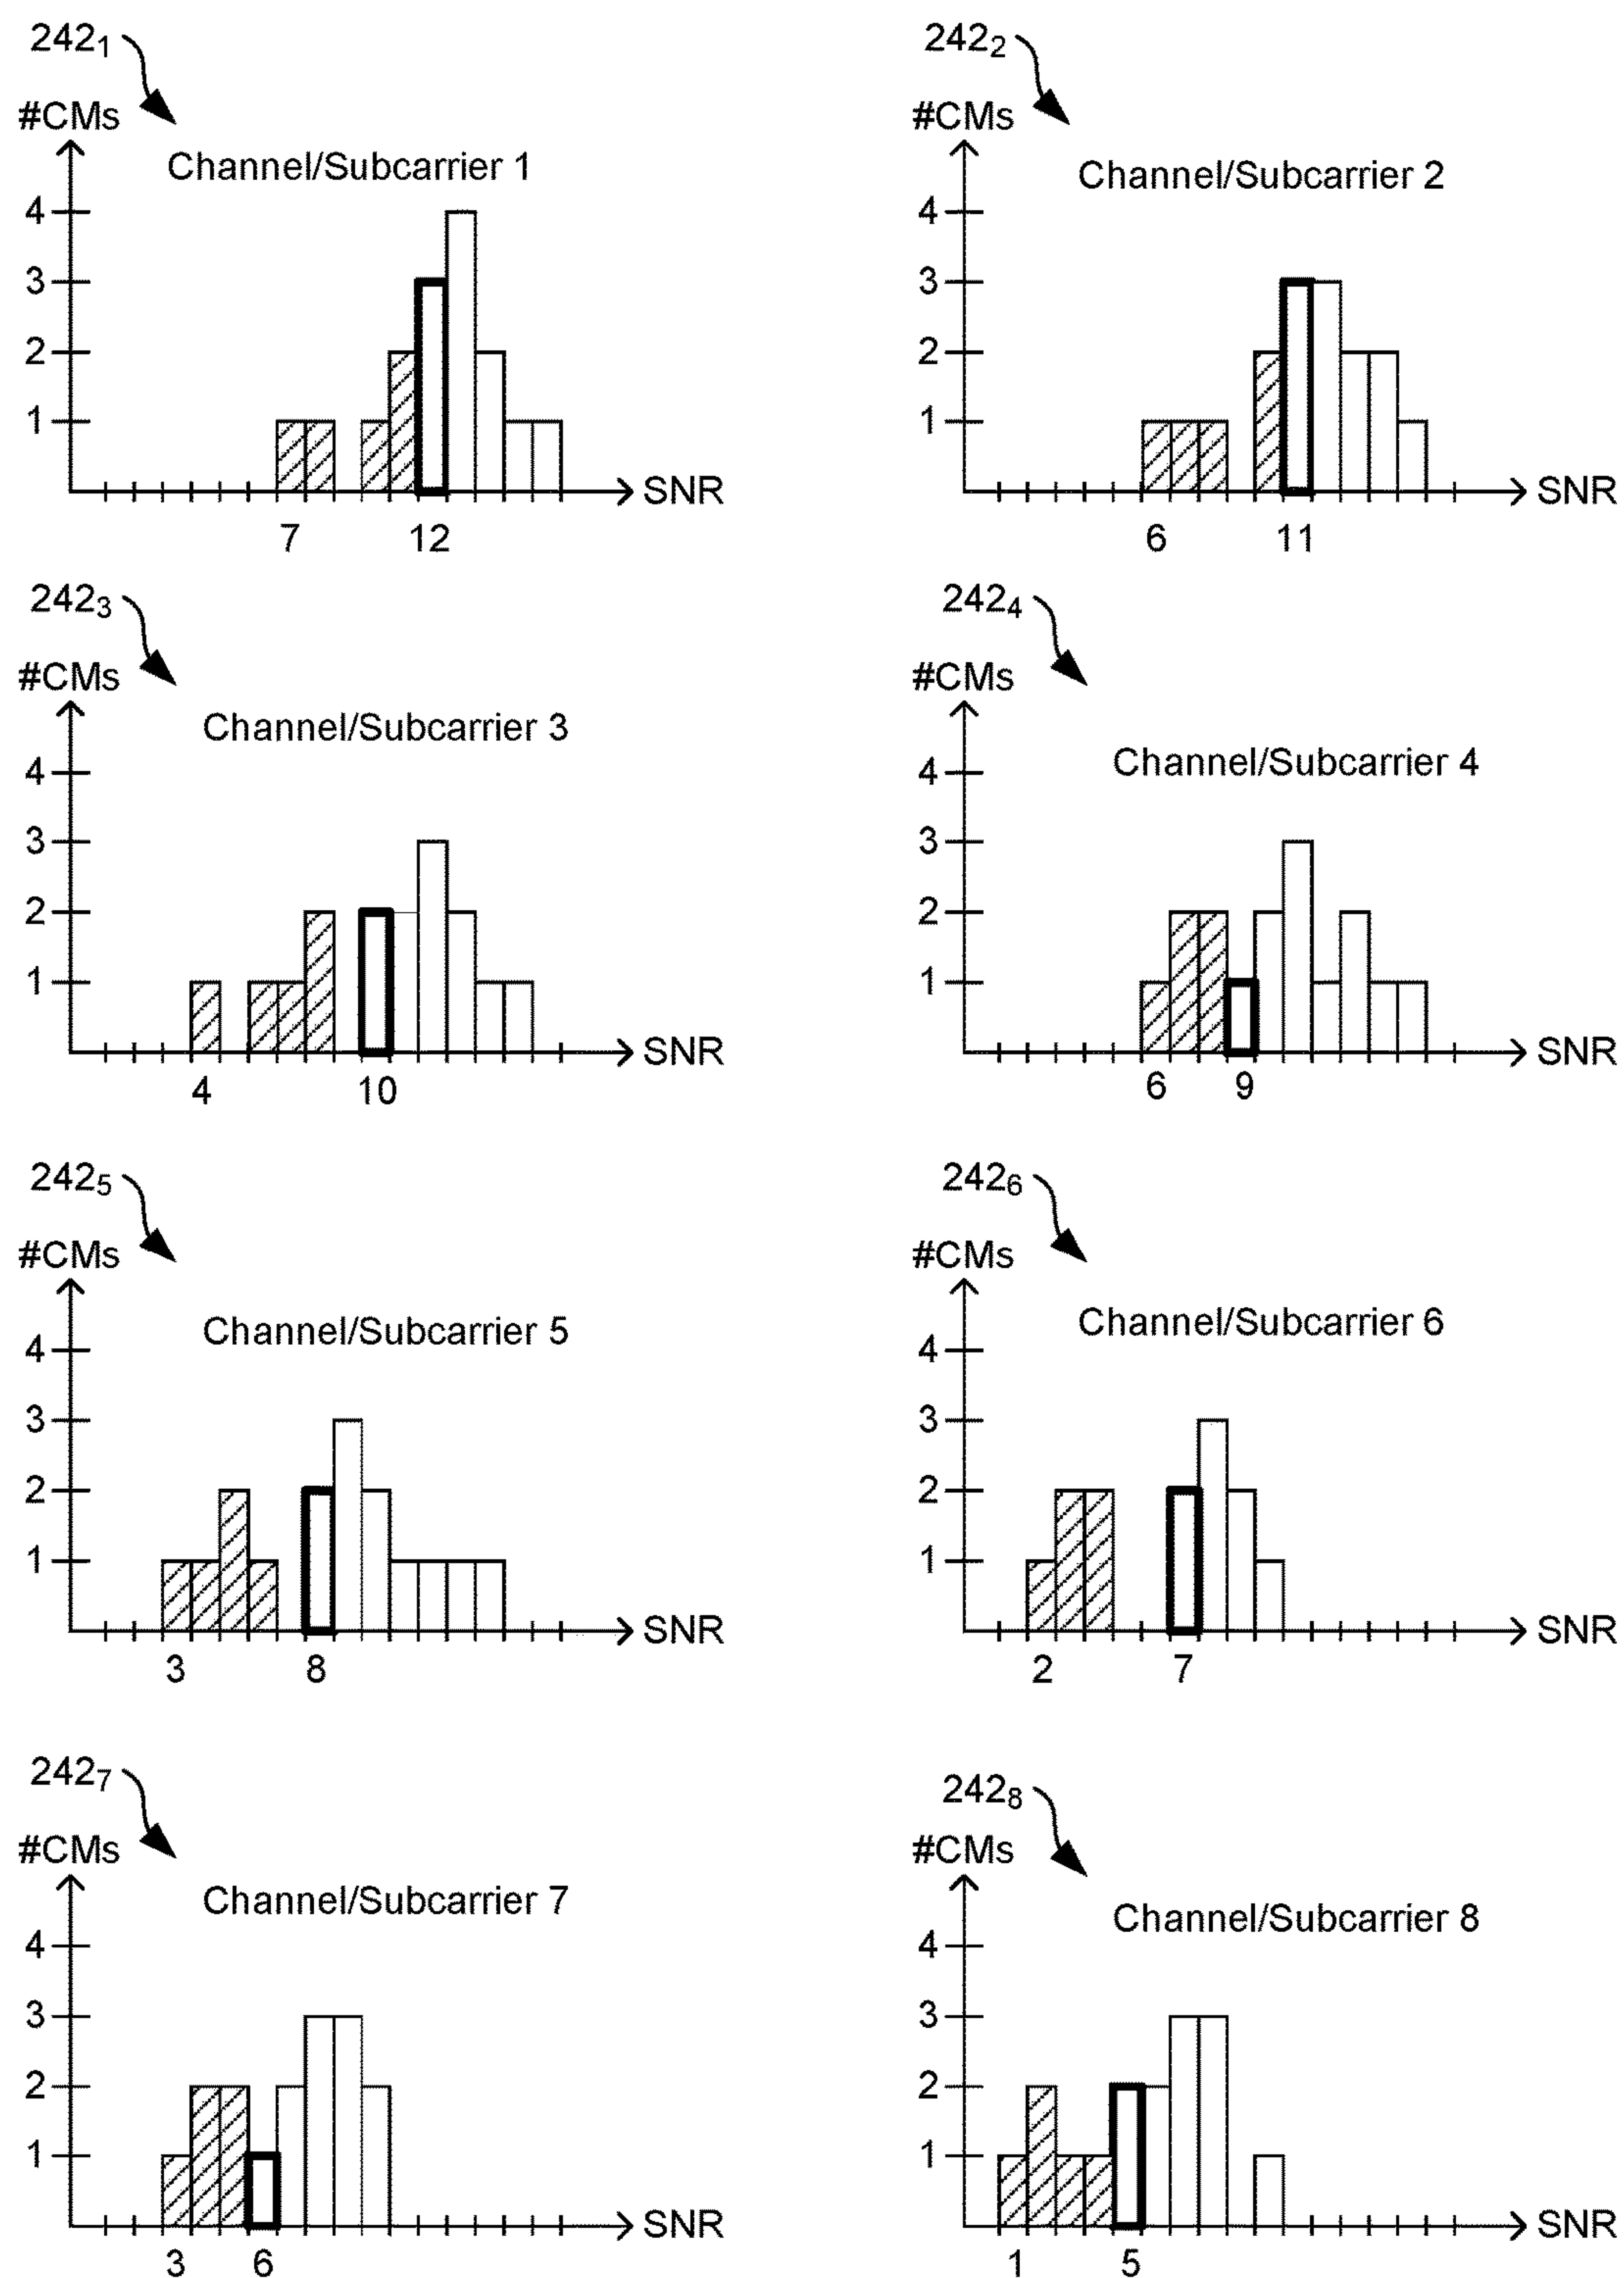 242₁
#CMs
Channel/Subcarrier 1
4
3
2
1
SNR
7 12
242₂
#CMs
Channel/Subcarrier 2
4
3
2
1
SNR
6 11
242₃
#CMs
Channel/Subcarrier 3
4
3
2
1
SNR
4 10
242₄
#CMs
Channel/Subcarrier 4
4
3
2
1
SNR
6 9
242₅
#CMs
Channel/Subcarrier 5
4
3
2
1
SNR
3 8
242₆
#CMs
Channel/Subcarrier 6
4
3
2
1
SNR
2 7
242₇
#CMs
Channel/Subcarrier 7
4
3
2
1
SNR
3 6
242₈
#CMs
Channel/Subcarrier 8
4
3
2
1
SNR
1 5